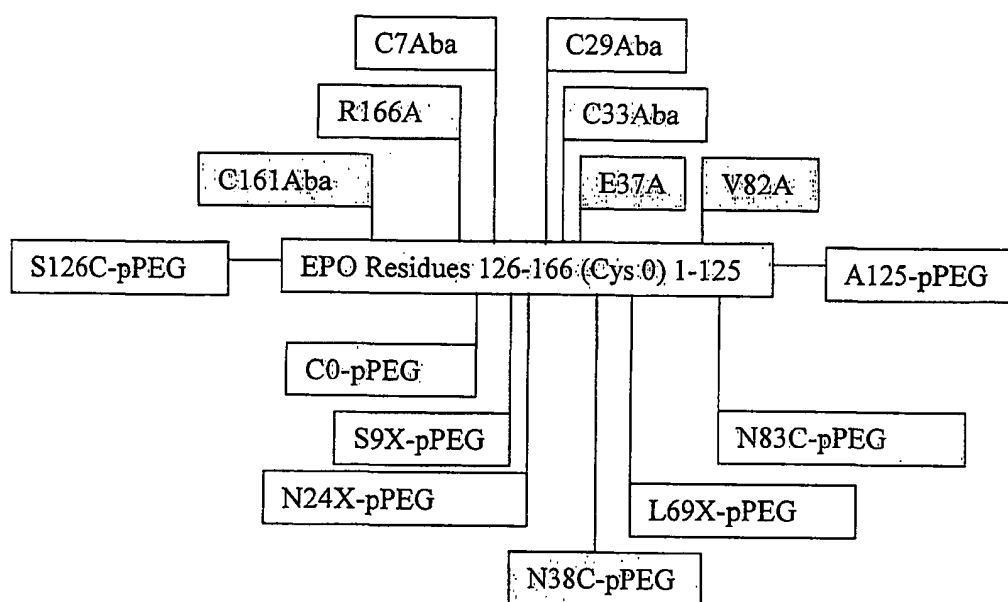 C7Aba
C29Aba
R166A
C33Aba
C161Aba
E37A
V82A
S126C-pPEG
EPO Residues 126-166 (Cys 0) 1-125
A125-pPEG
C0-pPEG
S9X-pPEG
N83C-pPEG
N24X-pPEG
L69X-pPEG
N38C-pPEG